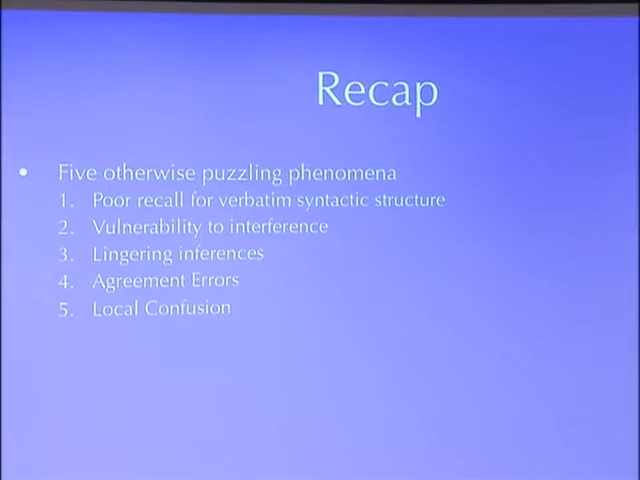 Recap
• Five otherwise puzzling phenomena
1. Poor recall for verbatim syntactic structure
2. Vulnerability to interference
3. Lingering inferences
4. Agreement Errors
5. Local Confusion